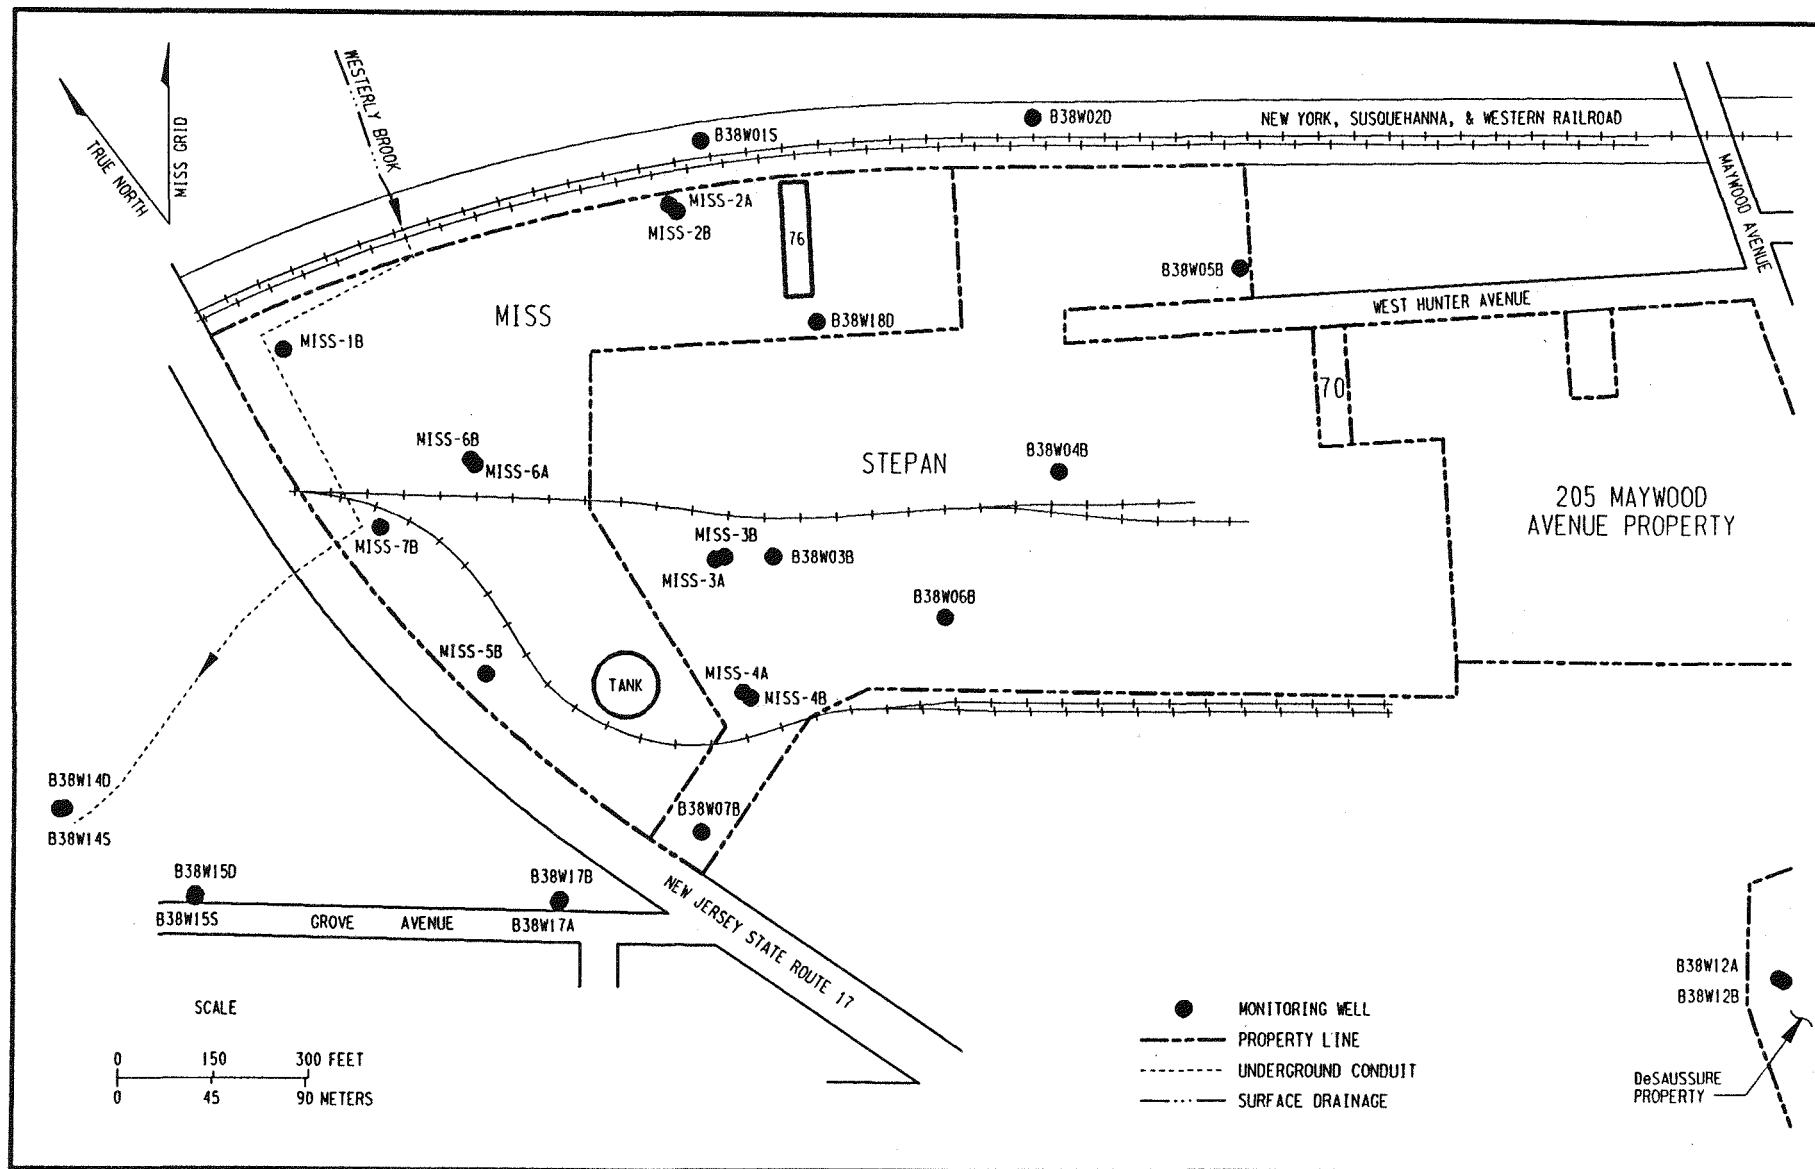 WESTERLY BROOK
MISS GRID
TRUE NORTH
B38W01S
B38W02D
NEW YORK, SUSQUEHANNA, & WESTERN RAILROAD
MAYWOOD AVENUE
MISS-2A
MISS-2B
76
B38W05B
MISS
B38W18D
WEST HUNTER AVENUE
MISS-1B
70
MISS-6B
MISS-6A
STEPAN
B38W04B
205 MAYWOOD
AVENUE PROPERTY
MISS-7B
MISS-3B
B38W03B
MISS-3A
B38W06B
MISS-5B
TANK
MISS-4A
MISS-4B
B38W14D
B38W14S
B38W07B
B38W15D
B38W17B
B38W15S
GROVE AVENUE
B38W17A
NEW JERSEY STATE ROUTE 17
B38W12A
B38W12B
SCALE
0 150 300 FEET
0 45 90 METERS
MONITORING WELL
PROPERTY LINE
UNDERGROUND CONDUIT
SURFACE DRAINAGE
DeSAUSSURE
PROPERTY